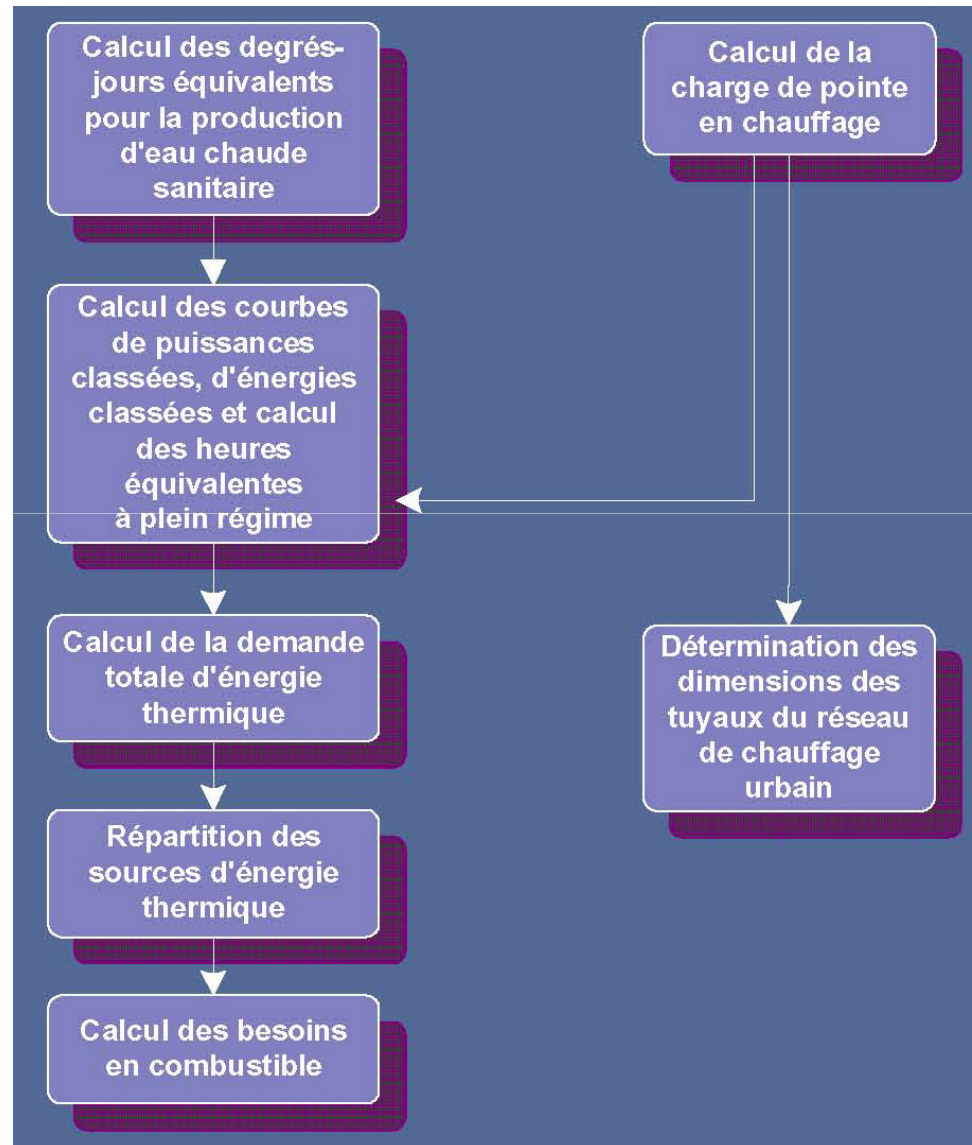 Calcul des degrés-
jours équivalents
pour la production
d'eau chaude
sanitaire
Calcul de la
charge de pointe
en chauffage
Calcul des courbes
de puissances
classées, d'énergies
classées et calcul
des heures
équivalentes
à plein régime
Calcul de la demande
totale d'énergie
thermique
Détermination des
dimensions des
tuyaux du réseau
de chauffage
urbain
Répartition des
sources d'énergie
thermique
Calcul des besoins
en combustible